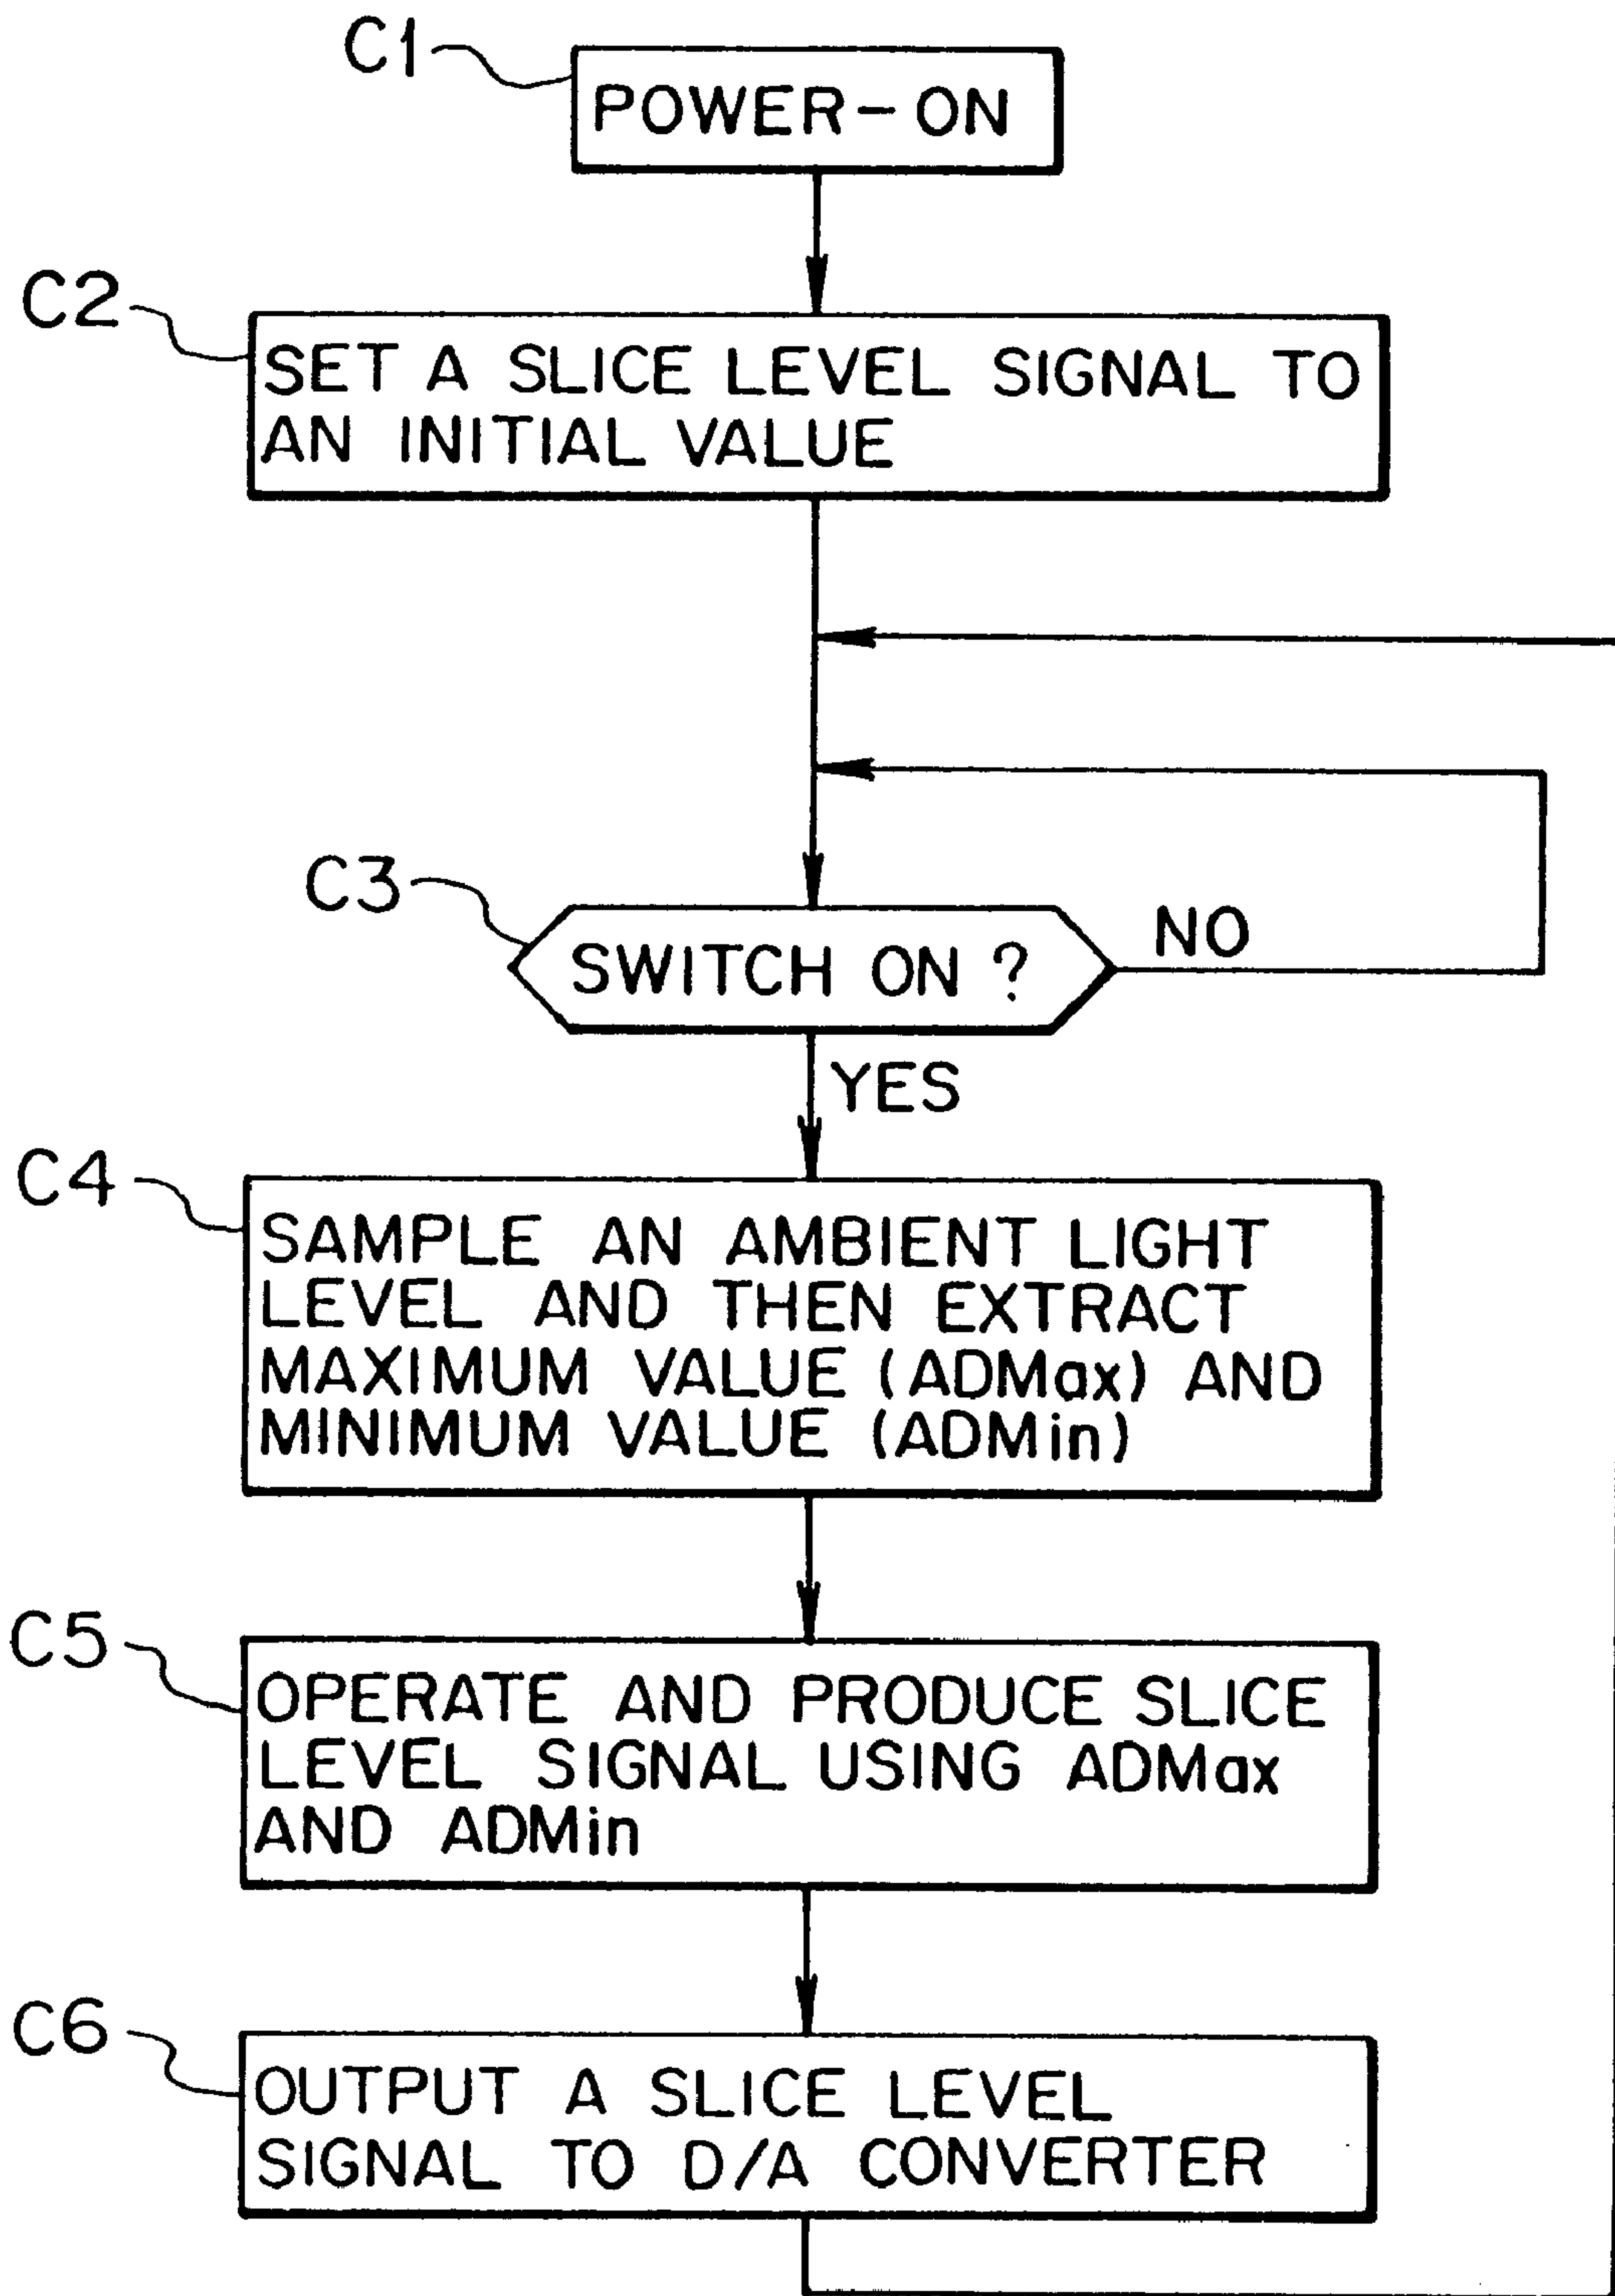 C1
POWER-ON
C2
SET A SLICE LEVEL SIGNAL TO
AN INITIAL VALUE
C3
SWITCH ON ?
NO
YES
C4
SAMPLE AN AMBIENT LIGHT
LEVEL AND THEN EXTRACT
MAXIMUM VALUE (ADMax) AND
MINIMUM VALUE (ADMin)
C5
OPERATE AND PRODUCE SLICE
LEVEL SIGNAL USING ADMax
AND ADMin
C6
OUTPUT A SLICE LEVEL
SIGNAL TO D/A CONVERTER